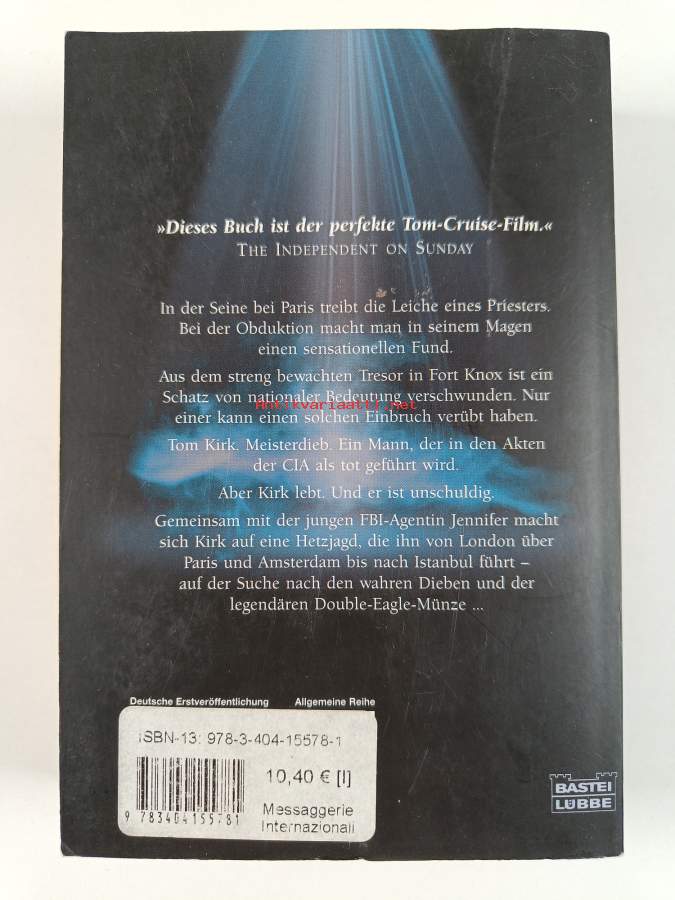 »Dieses Buch ist der perfekte Tom-Cruise-Film.«
THE INDEPENDENT ON SUNDAY
In der Seine bei Paris treibt die Leiche eines Priesters.
Bei der Obduktion macht man in seinem Magen
einen sensationellen Fund.
Aus dem streng bewachten Tresor in Fort Knox ist ein
Schatz von nationaler Bedeutung verschwunden. Nur
Antikvariaatti.net
einer kann einen solchen Einbruch verübt haben.
Tom Kirk. Meisterdieb. Ein Mann, der in den Akten
der CIA als tot geführt wird.
Aber Kirk lebt. Und er ist unschuldig.
Gemeinsam mit der jungen FBI-Agentin Jennifer macht
sich Kirk auf eine Hetzjagd, die ihn von London über
Paris und Amsterdam bis nach Istanbul führt –
auf der Suche nach den wahren Dieben und der
legendären Double-Eagle-Münze ...
Deutsche Erstveröffentlichung Allgemeine Reihe
ISBN-13: 978-3-404-15578-1
10,40 € [I]
Messaggerie
Internazionali
9 783404 155781
BASTEI
LÜBBE